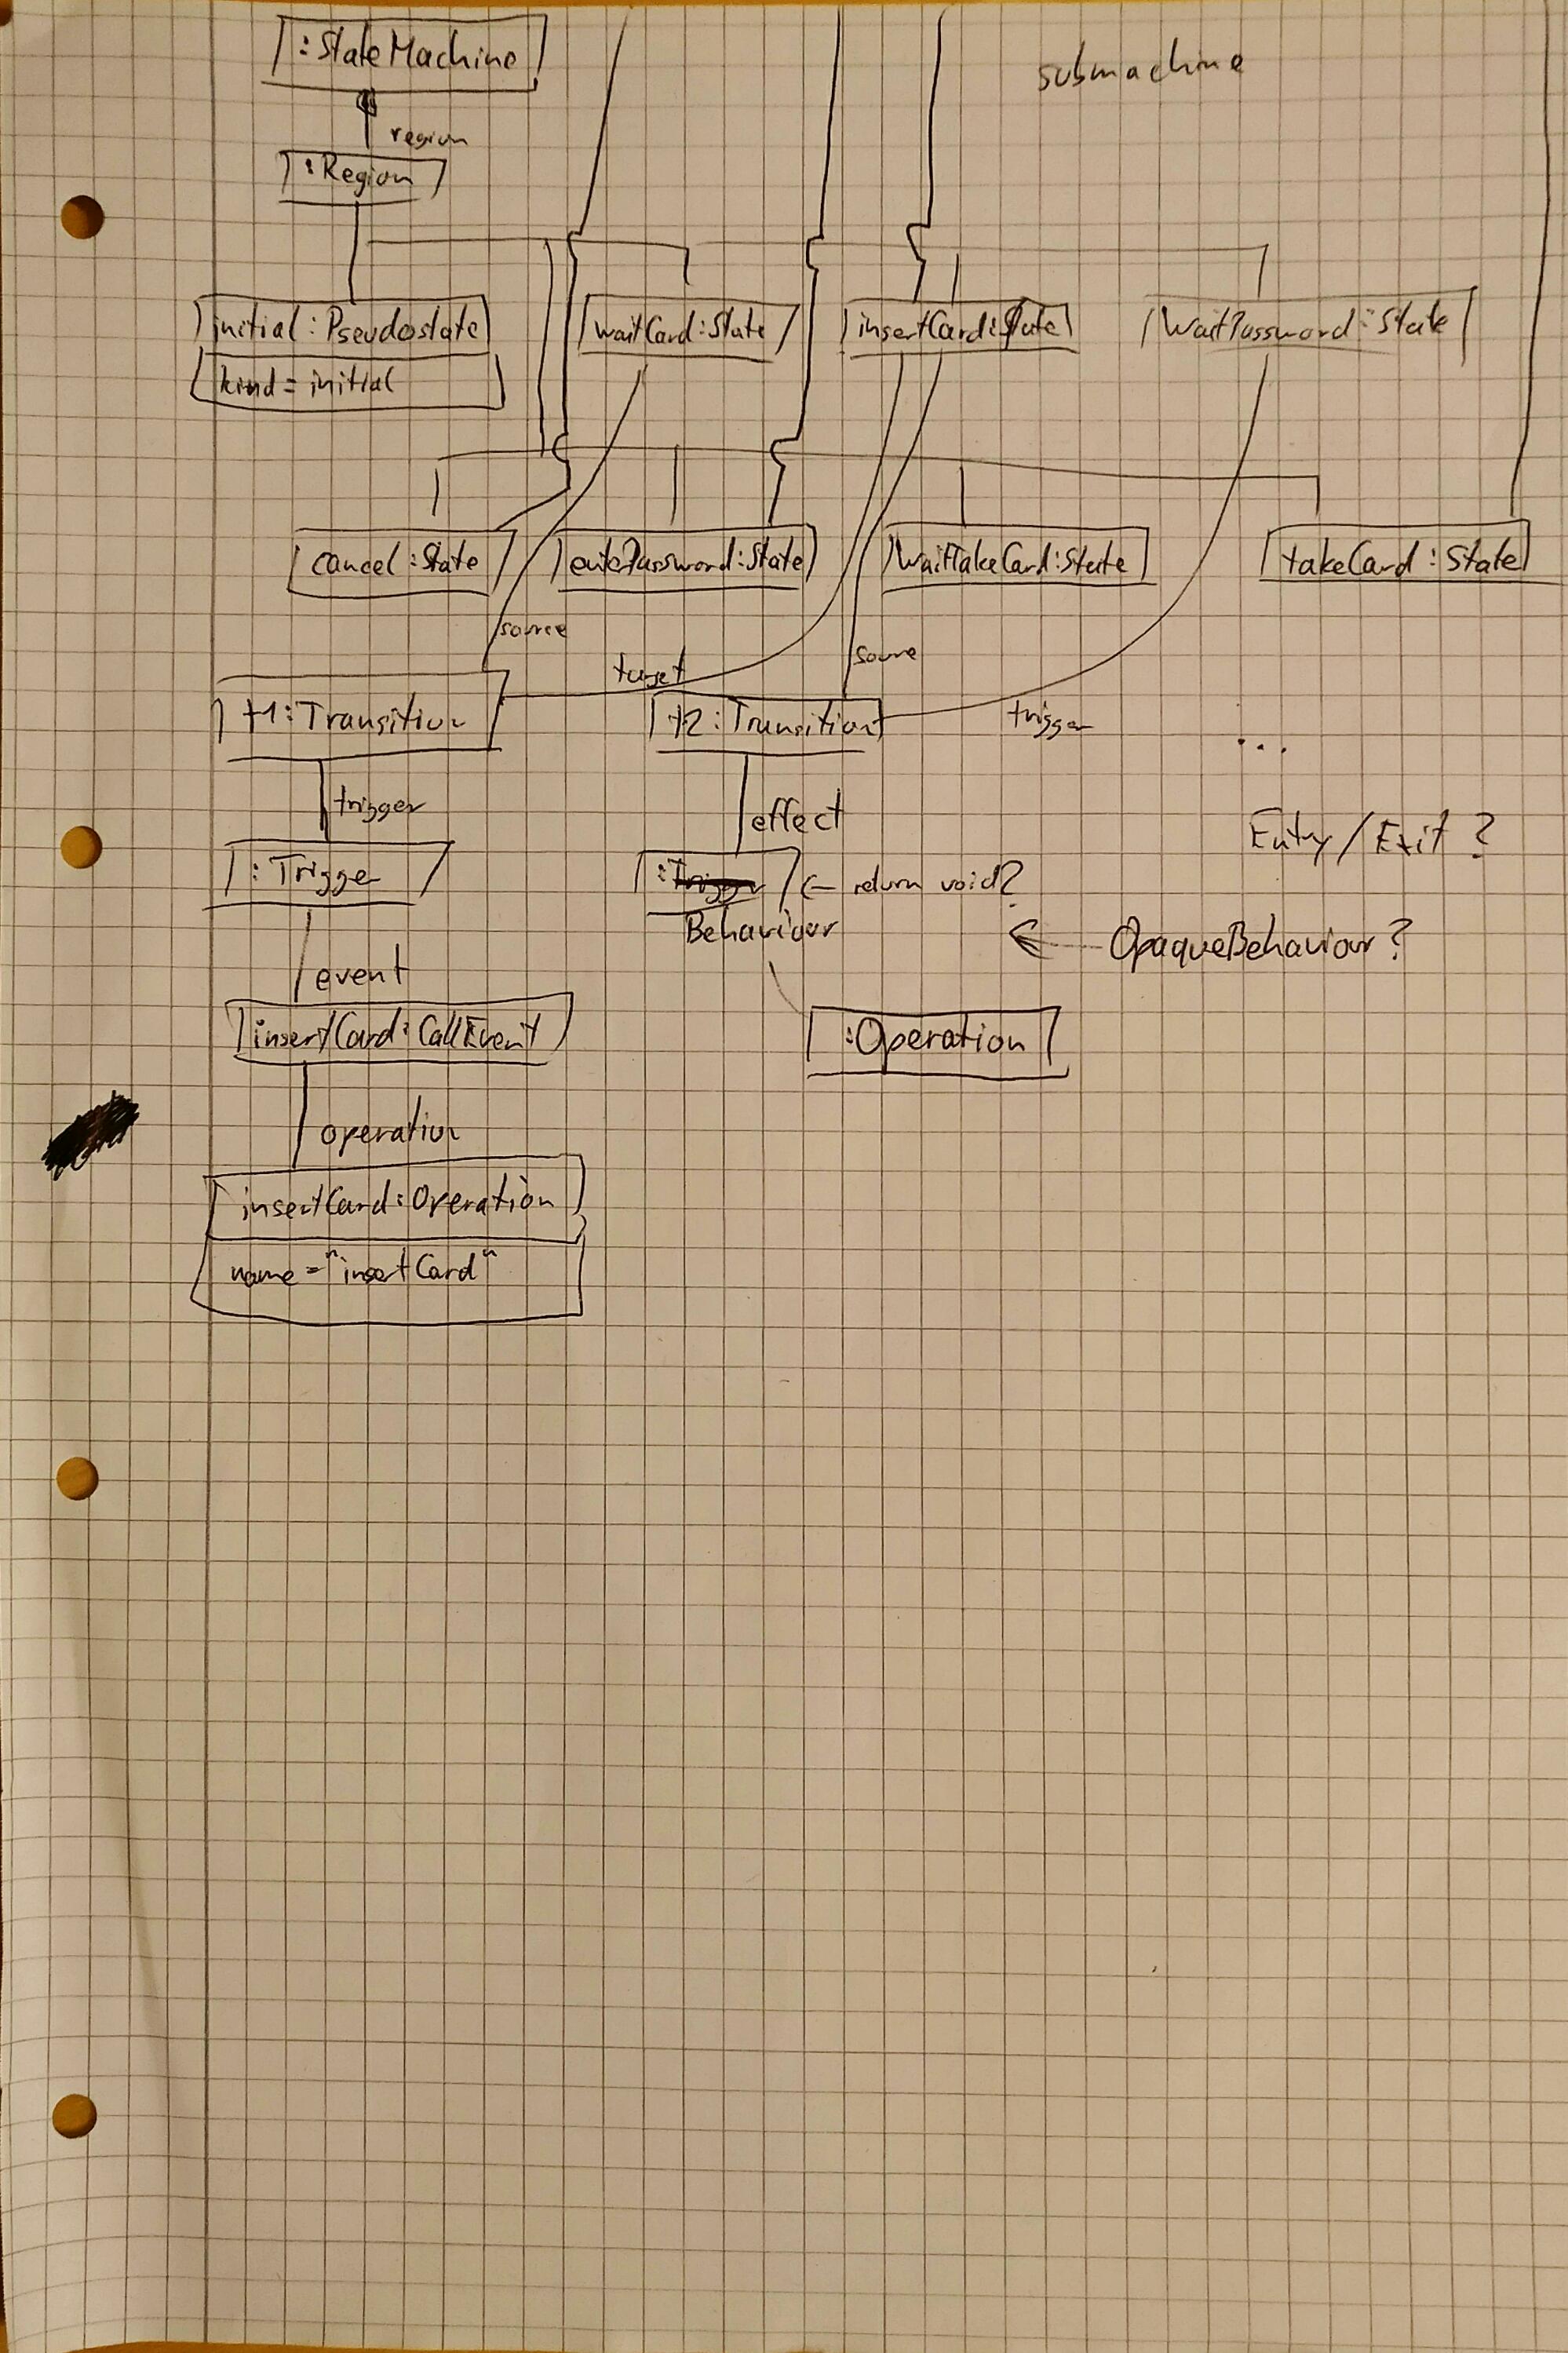 :StateMachine
submachine
region
:Region
initial:Pseudostate
kind=initial
waitCard:State
insertCard:State
WaitPassword:State
cancel:State
enterPassword:State
WaitTakeCard:State
takeCard:State
source
target
source
t1:Transition
t2:Transition
trigger
...
trigger
effect
Entry/Exit ?
:Trigger
:Trigger
← return void?
Behaviour
OpaqueBehaviour?
event
insertCard:CallEvent
:Operation
operation
insertCard:Operation
name="insertCard"